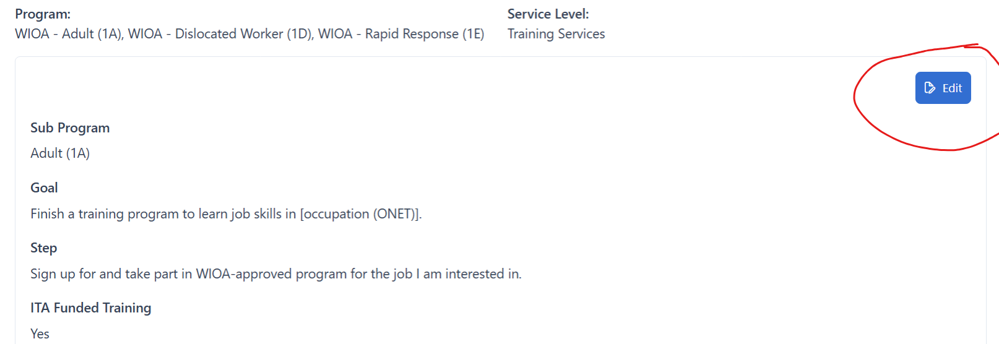 Program:
WIOA - Adult (1A), WIOA - Dislocated Worker (1D), WIOA - Rapid Response (1E)
Service Level:
Training Services
Edit
Sub Program
Adult (1A)
Goal
Finish a training program to learn job skills in [occupation (ONET)].
Step
Sign up for and take part in WIOA-approved program for the job I am interested in.
ITA Funded Training
Yes